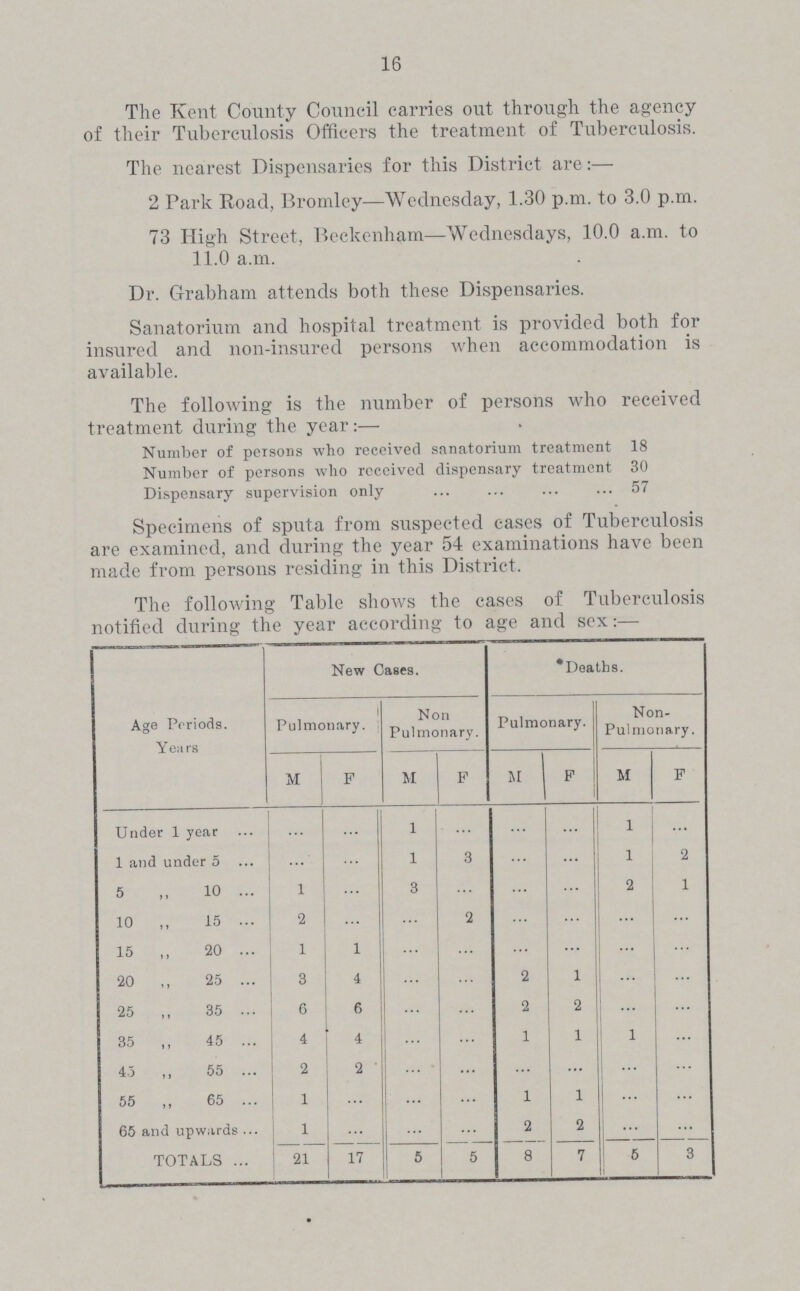 16
The Kent County Council carries out through the agency
of their Tuberculosis Officers the treatment of Tuberculosis.
The nearest Dispensaries for this District are:—
2 Park Road, Bromley—Wednesday, 1.30 p.m. to 3.0 p.m.
73 High Street, Beckenham—Wednesdays, 10.0 a.m. to
11.0 a.m.
Dr. Grabham attends both these Dispensaries.
Sanatorium and hospital treatment is provided both for
insured and non-insured persons when accommodation is
available.
The following is the number of persons who received
treatment during the year:—
Number of persons who received sanatorium treatment 18
Number of persons who received dispensary treatment 30
Dispensary supervision only ... ... ... ... 57
Specimens of sputa from suspected cases of Tuberculosis
are examined, and during the year 54 examinations have been
made from persons residing in this District.
The following Table shows the cases of Tuberculosis
notified during the year according to age and sex:—
Age Periods. Years | New Cases. | *Deaths.
Pulmonary. | Non Pulmonary. | Pulmonary. | Non-Pulmonary.
M | F | M | F | M | F | M | F
Under 1 year ... | ... | ... | 1 | ... | ... | ... | 1 | ...
1 and under 5 ... | ... | ... | 1 | 3 | ... | ... | 1 | 2
5 ,, 10 ... | 1 | ... | 3 | ... | ... | ... | 2 | 1
10 ,, 15 ... | 2 | ... | ... | 2 | ... | ... | ... | ...
15 ,, 20 ... | 1 | 1 | ... | ... | ... | ... | ... | ...
20 ,, 25 ... | 3 | 4 | ... | ... | 2 | 1 | ... | ...
25 ,, 35 ... | 6 | 6 | ... | ... | 2 | 2 | ... | ...
35 ,, 45 ... | 4 | 4 | ... | ... | 1 | 1 | 1 | ...
45 ,, 55 ... | 2 | 2 | ... | ... | ... | ... | ... | ...
55 ,, 65 ... | 1 | ... | ... | ... | 1 | 1 | ... | ...
65 and upwards ... | 1 | ... | ... | ... | 2 | 2 | ... | ...
TOTALS ... | 21 | 17 | 5 | 5 | 8 | 7 | 5 | 3